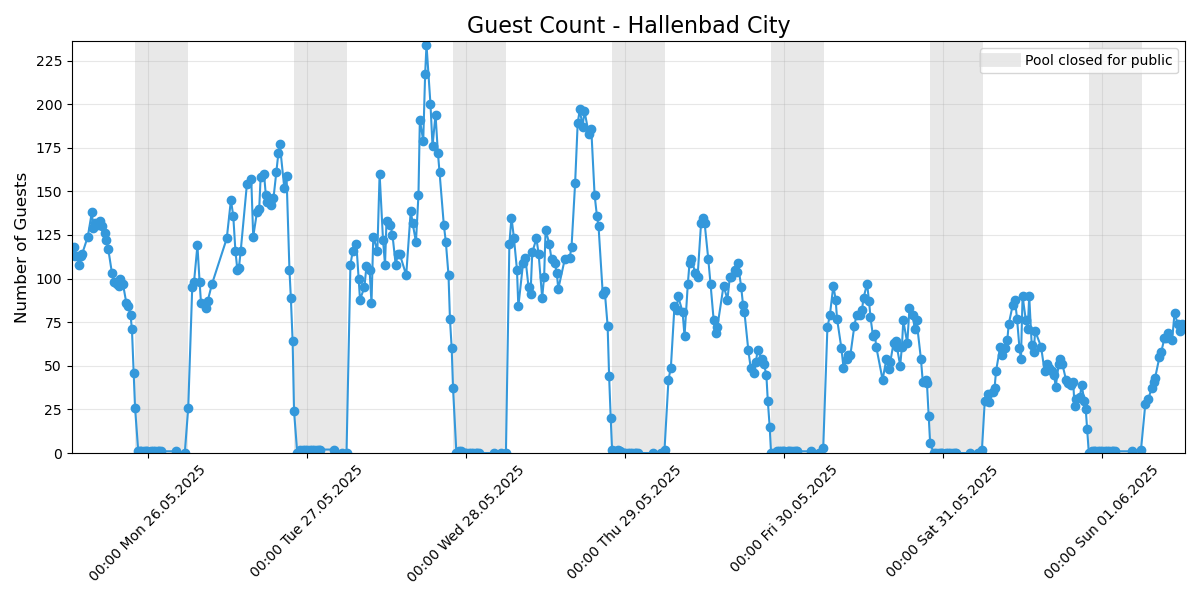 Guest Count - Hallenbad City
Pool closed for public
Number of Guests
225
200
175
150
125
100
75
50
25
0
00:00 Mon 26.05.2025
00:00 Tue 27.05.2025
00:00 Wed 28.05.2025
00:00 Thu 29.05.2025
00:00 Fri 30.05.2025
00:00 Sat 31.05.2025
00:00 Sun 01.06.2025